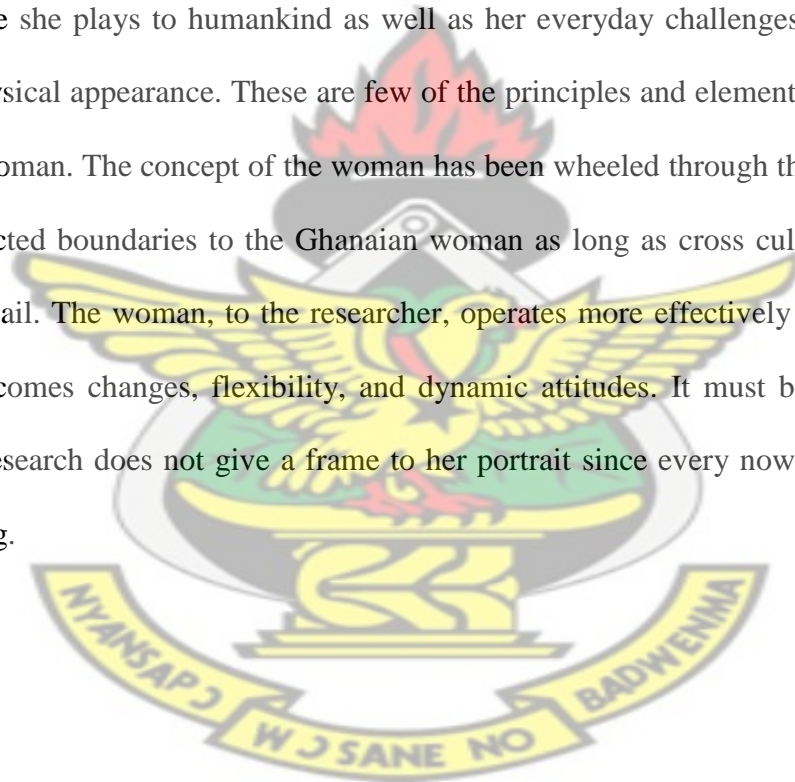 e she plays to humankind as well as her everyday challenges
ysical appearance. These are few of the principles and element
oman. The concept of the woman has been wheeled through th
cted boundaries to the Ghanaian woman as long as cross cul
ail. The woman, to the researcher, operates more effectively
comes changes, flexibility, and dynamic attitudes. It must b
esearch does not give a frame to her portrait since every now
g.
NYANSAPƆ WƆSANE NO BADWENMA